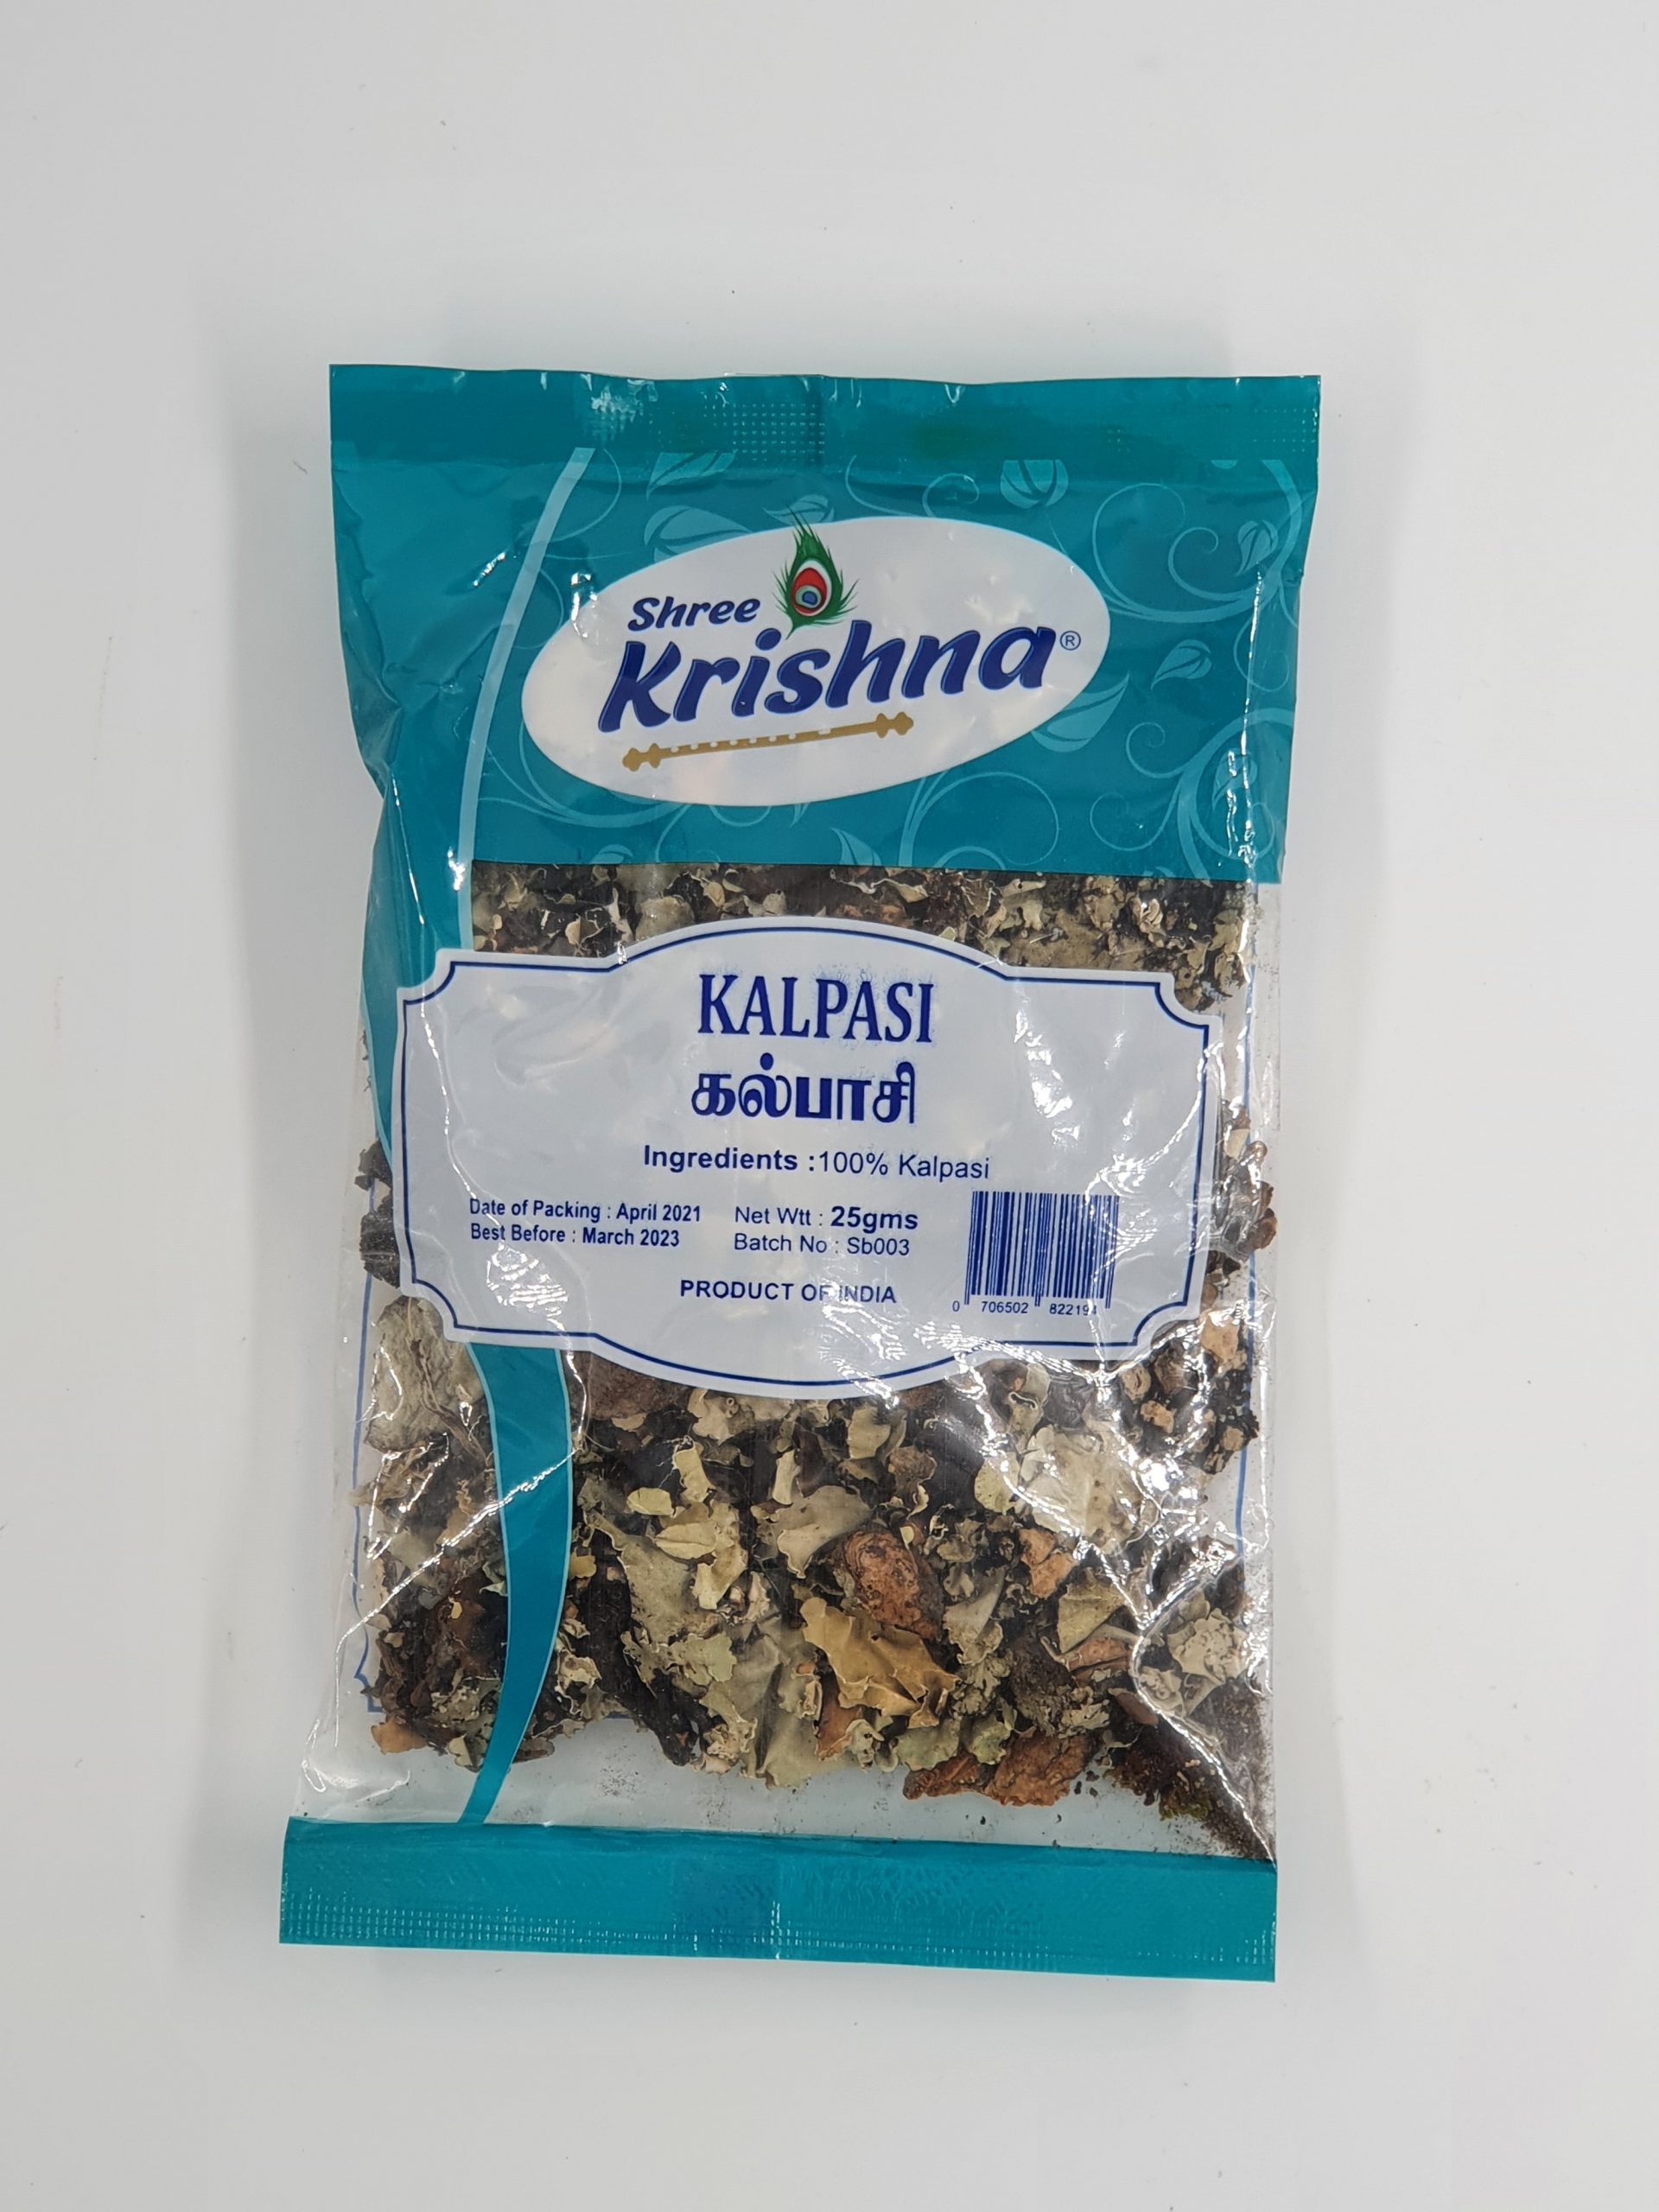 Shree
Krishna®
KALPASI
கல்பாசி
Ingredients :100% Kalpasi
Date of Packing : April 2021
Best Before : March 2023
Net Wtt : 25gms
Batch No : Sb003
PRODUCT OF INDIA
0 706502 822194